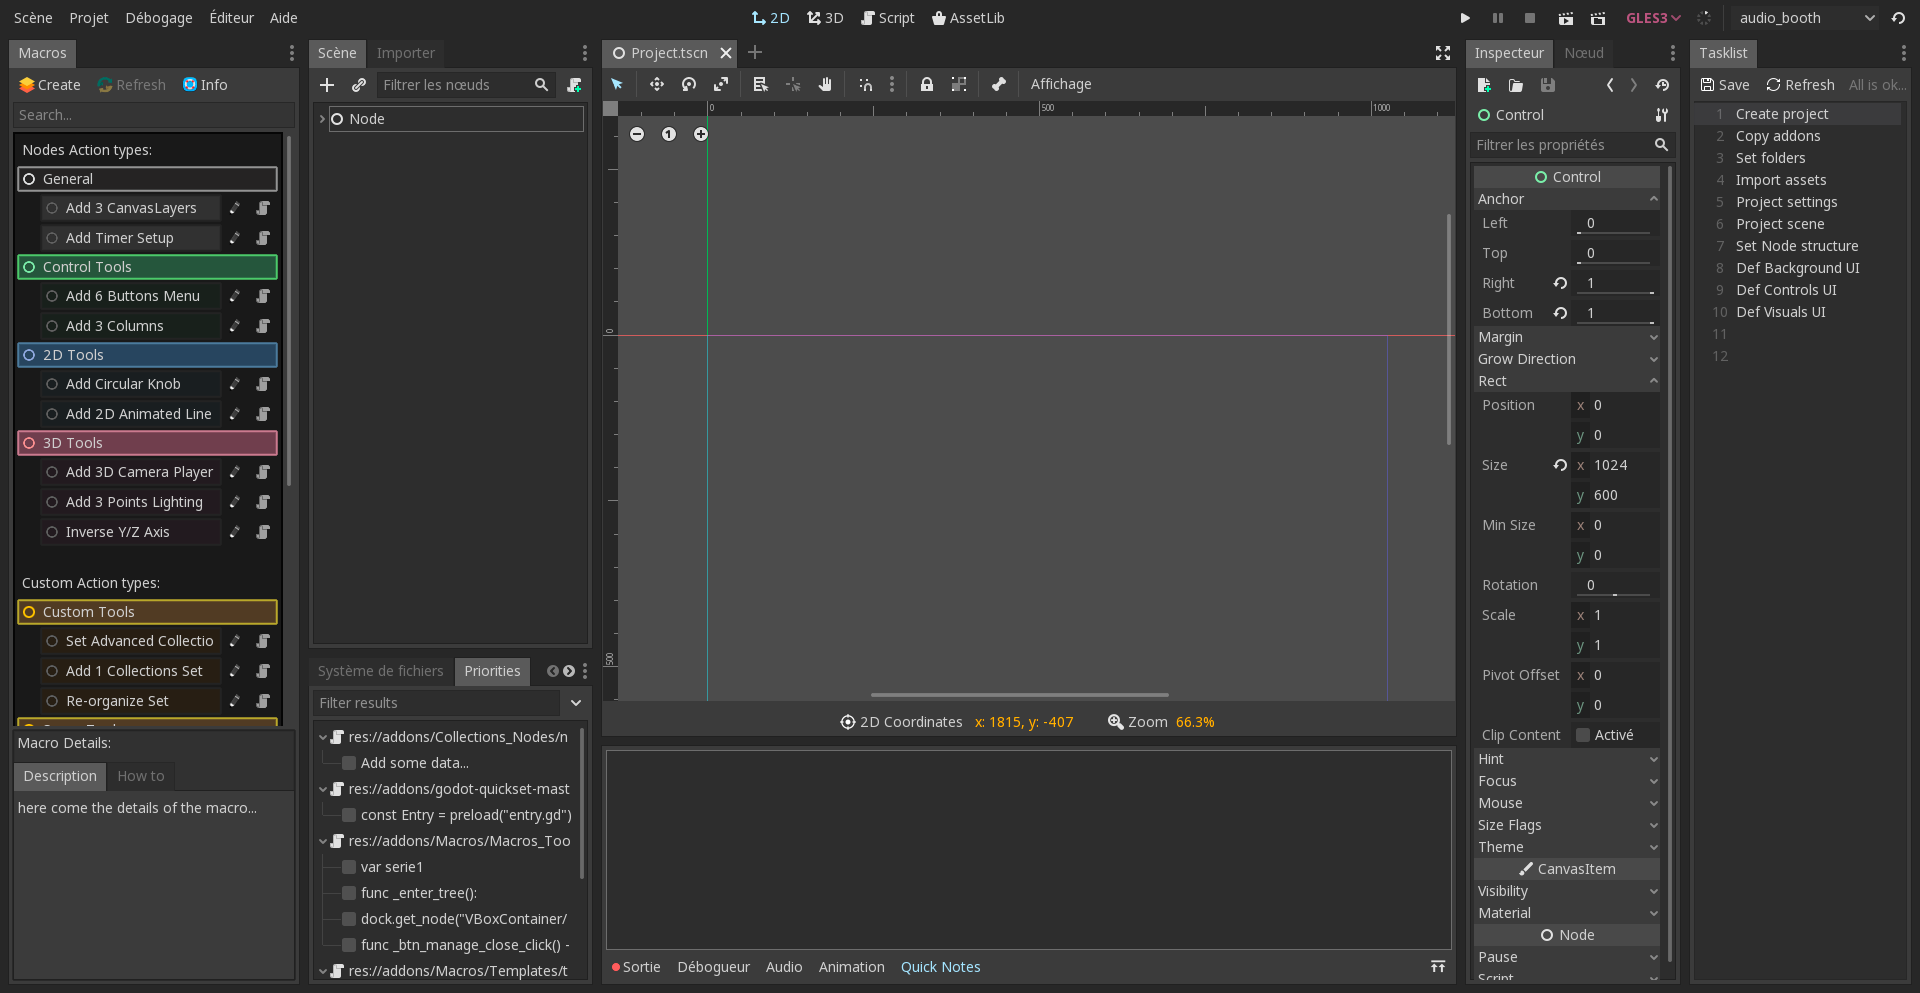 Scène Projet Débogage Éditeur Aide
2D 3D Script AssetLib
GLES3 audio_booth
Macros
Create Refresh Info
Search...
Nodes Action types:
General
Add 3 CanvasLayers
Add Timer Setup
Control Tools
Add 6 Buttons Menu
Add 3 Columns
2D Tools
Add Circular Knob
Add 2D Animated Line
3D Tools
Add 3D Camera Player
Add 3 Points Lighting
Inverse Y/Z Axis
Custom Action types:
Custom Tools
Set Advanced Collectio
Add 1 Collections Set
Re-organize Set
Macro Details:
Description How to
here come the details of the macro...
Scène Importer
Filtrer les nœuds
Node
Système de fichiers Priorities
Filter results
res://addons/Collections_Nodes/n
Add some data...
res://addons/godot-quickset-mast
const Entry = preload("entry.gd")
res://addons/Macros/Macros_Too
var serie1
func _enter_tree():
dock.get_node("VBoxContainer/
func _btn_manage_close_click() -
res://addons/Macros/Templates/t
Project.tscn
Affichage
0 500 1000
1
0
500
2D Coordinates x: 1815, y: -407 Zoom 66.3%
Sortie Débogueur Audio Animation Quick Notes
Inspecteur Nœud
Control
Filtrer les propriétés
Control
Anchor
Left 0
Top 0
Right 1
Bottom 1
Margin
Grow Direction
Rect
Position x 0
y 0
Size x 1024
y 600
Min Size x 0
y 0
Rotation 0
Scale x 1
y 1
Pivot Offset x 0
y 0
Clip Content Activé
Hint
Focus
Mouse
Size Flags
Theme
CanvasItem
Visibility
Material
Node
Pause
Script
Tasklist
Save Refresh All is ok...
1 Create project
2 Copy addons
3 Set folders
4 Import assets
5 Project settings
6 Project scene
7 Set Node structure
8 Def Background UI
9 Def Controls UI
10 Def Visuals UI
11
12